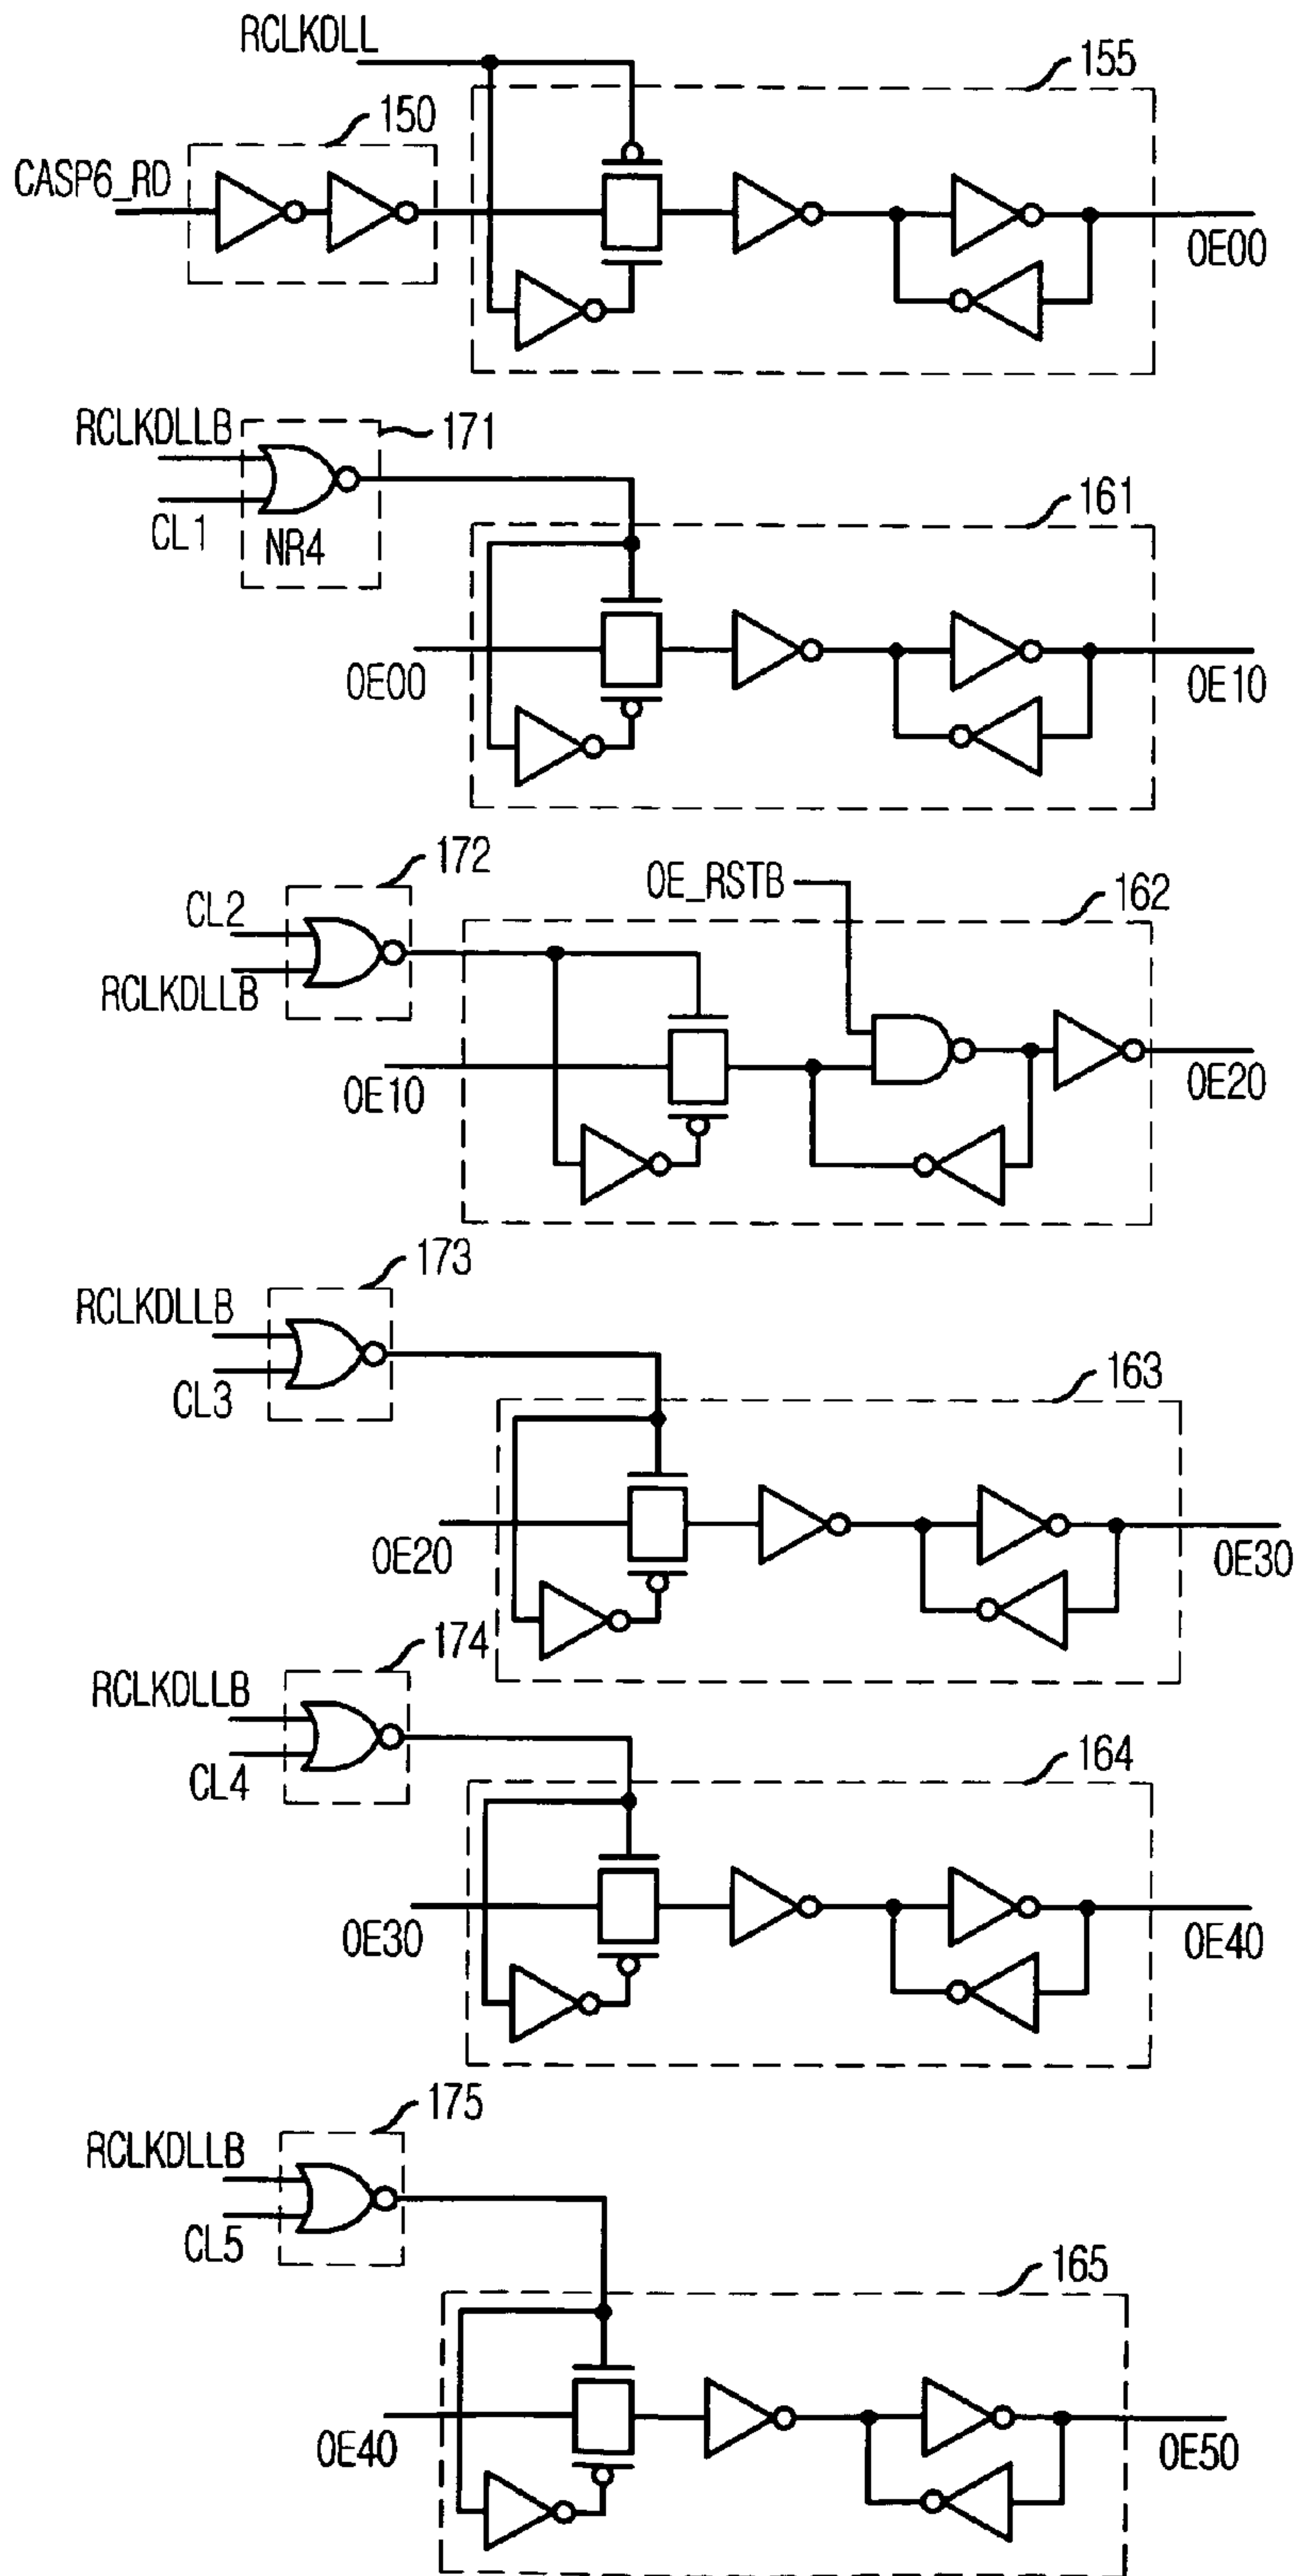 RCLKDLL
155
150
CASP6_RD
OE00
RCLKDLLB
171
CL1
NR4
161
OE00
OE10
172
CL2
RCLKDLLB
OE_RSTB
162
OE10
OE20
173
RCLKDLLB
CL3
163
OE20
OE30
174
RCLKDLLB
CL4
164
OE30
OE40
175
RCLKDLLB
CL5
165
OE40
OE50